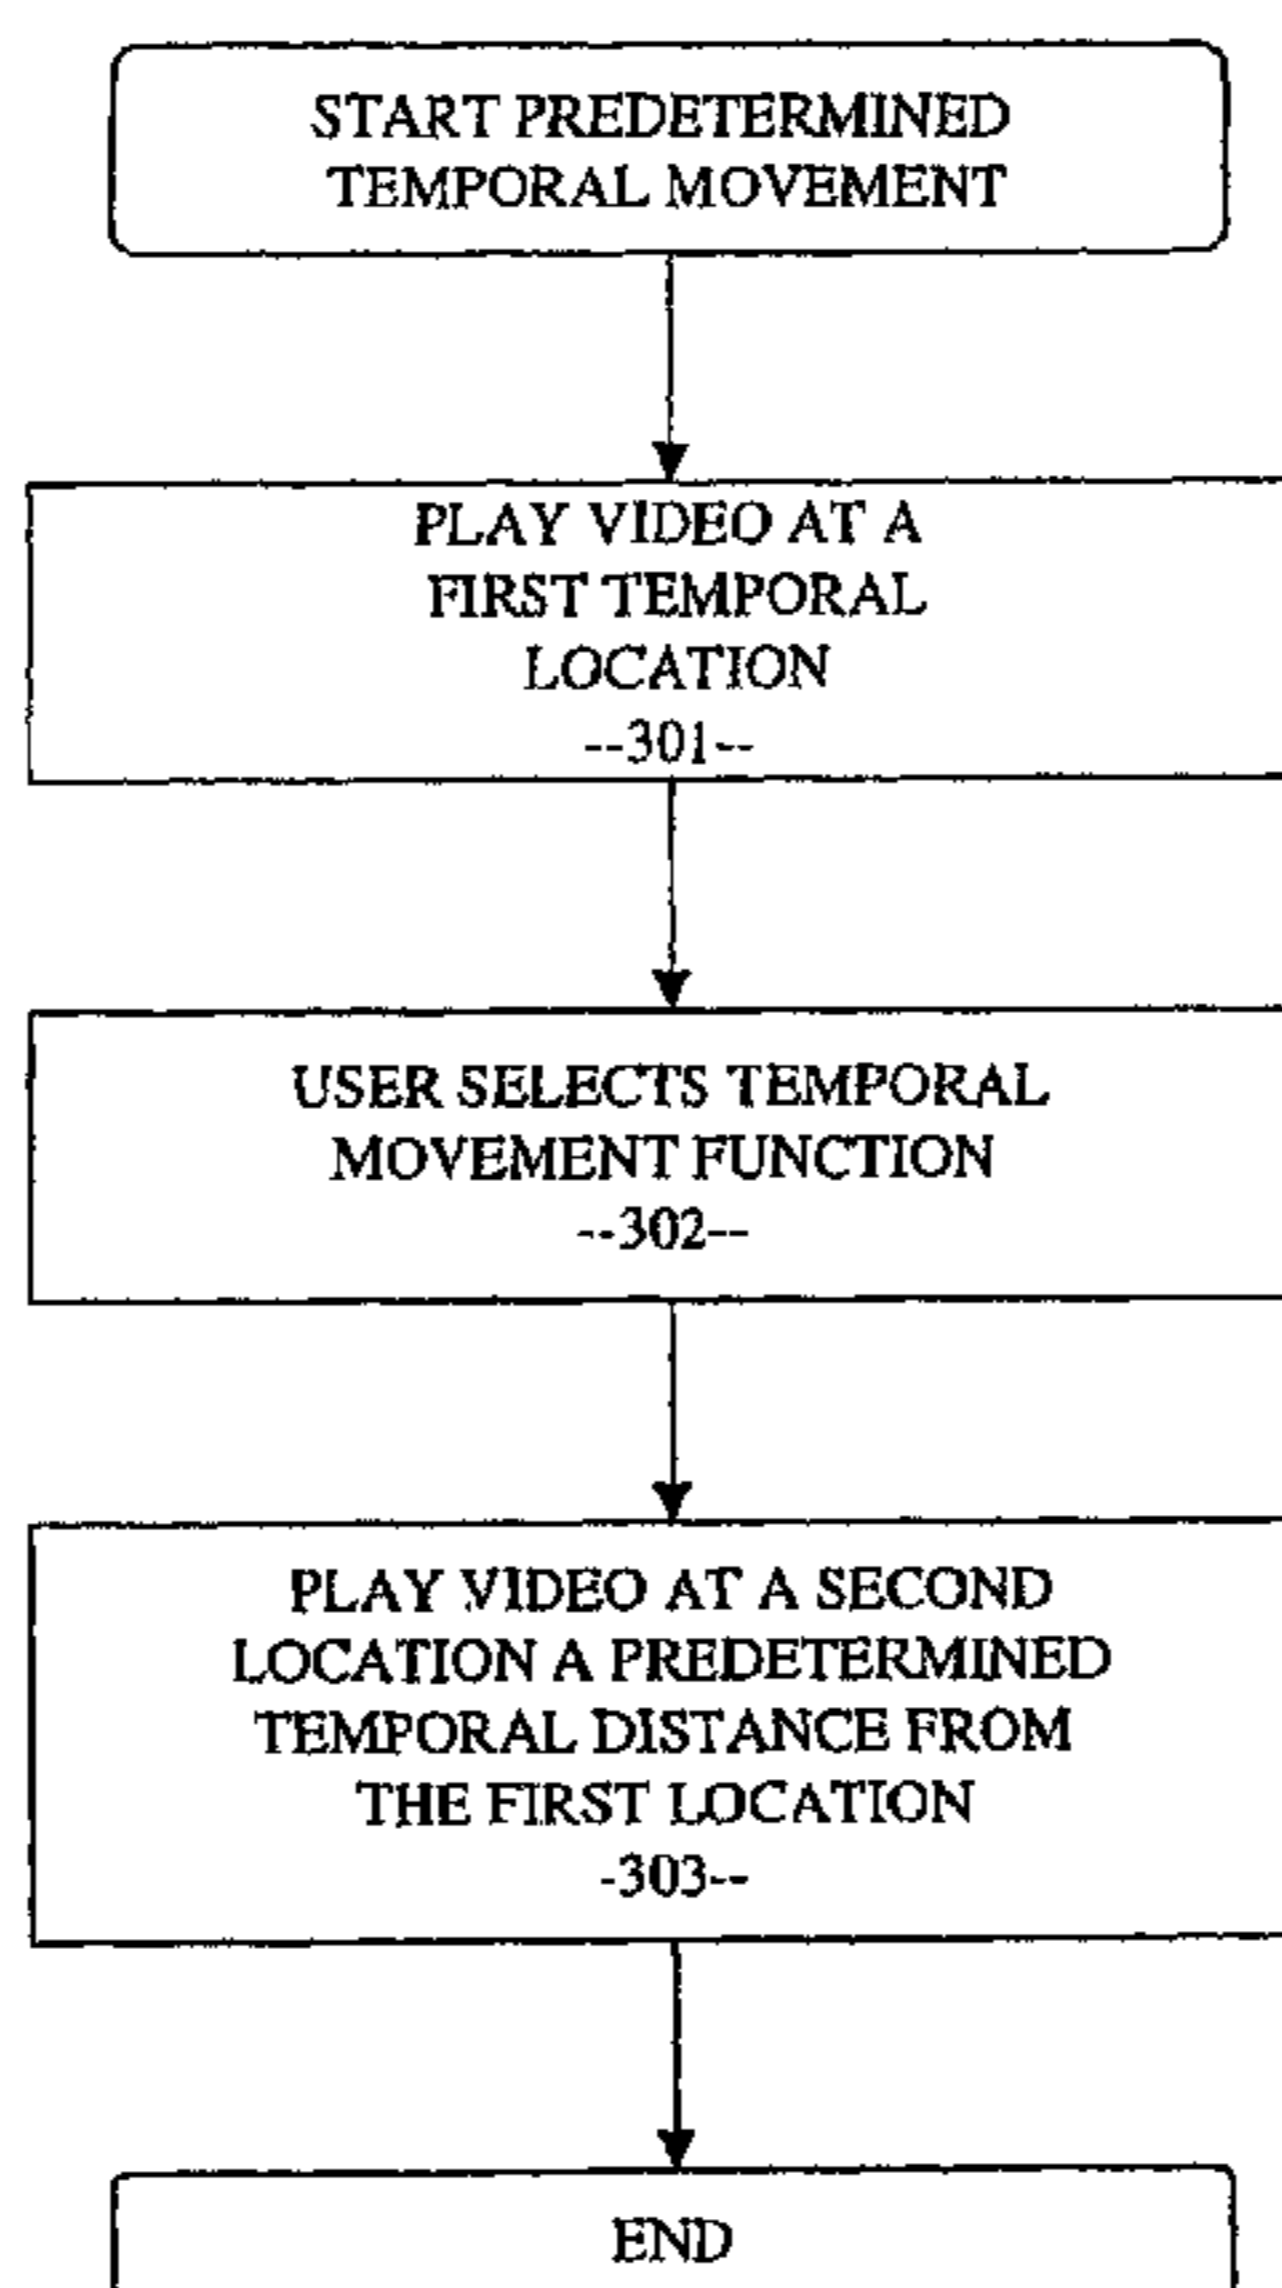 START PREDETERMINED
TEMPORAL MOVEMENT
PLAY VIDEO AT A
FIRST TEMPORAL
LOCATION
--301--
USER SELECTS TEMPORAL
MOVEMENT FUNCTION
--302--
PLAY VIDEO AT A SECOND
LOCATION A PREDETERMINED
TEMPORAL DISTANCE FROM
THE FIRST LOCATION
-303--
END